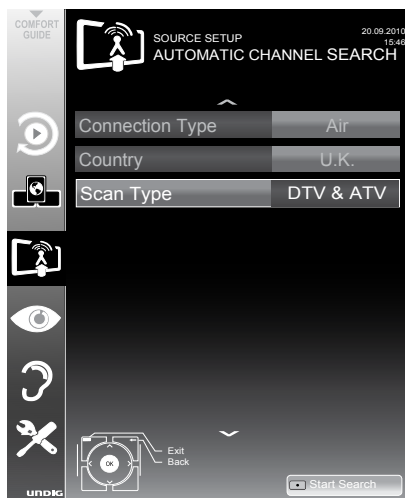 COMFORT
GUIDE
SOURCE SETUP
20.09.2010
15:46
AUTOMATIC CHANNEL SEARCH
Connection Type Air
Country U.K.
Scan Type DTV & ATV
Exit
OK
Back
Start Search
UNDIG